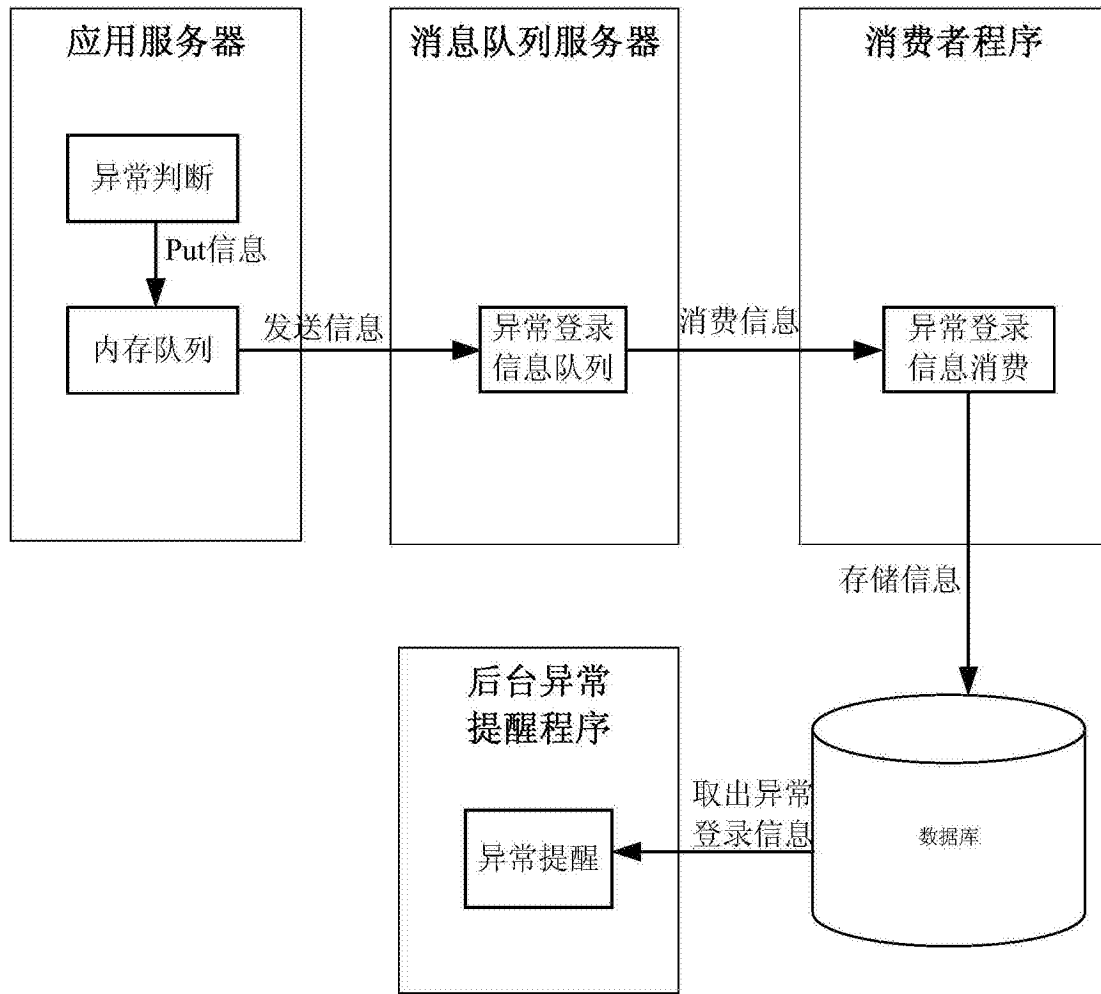 应用服务器
消息队列服务器
消费者程序
异常判断
Put信息
内存队列
发送信息
异常登录
信息队列
消费信息
异常登录
信息消费
存储信息
后台异常
提醒程序
取出异常
登录信息
异常提醒
数据库